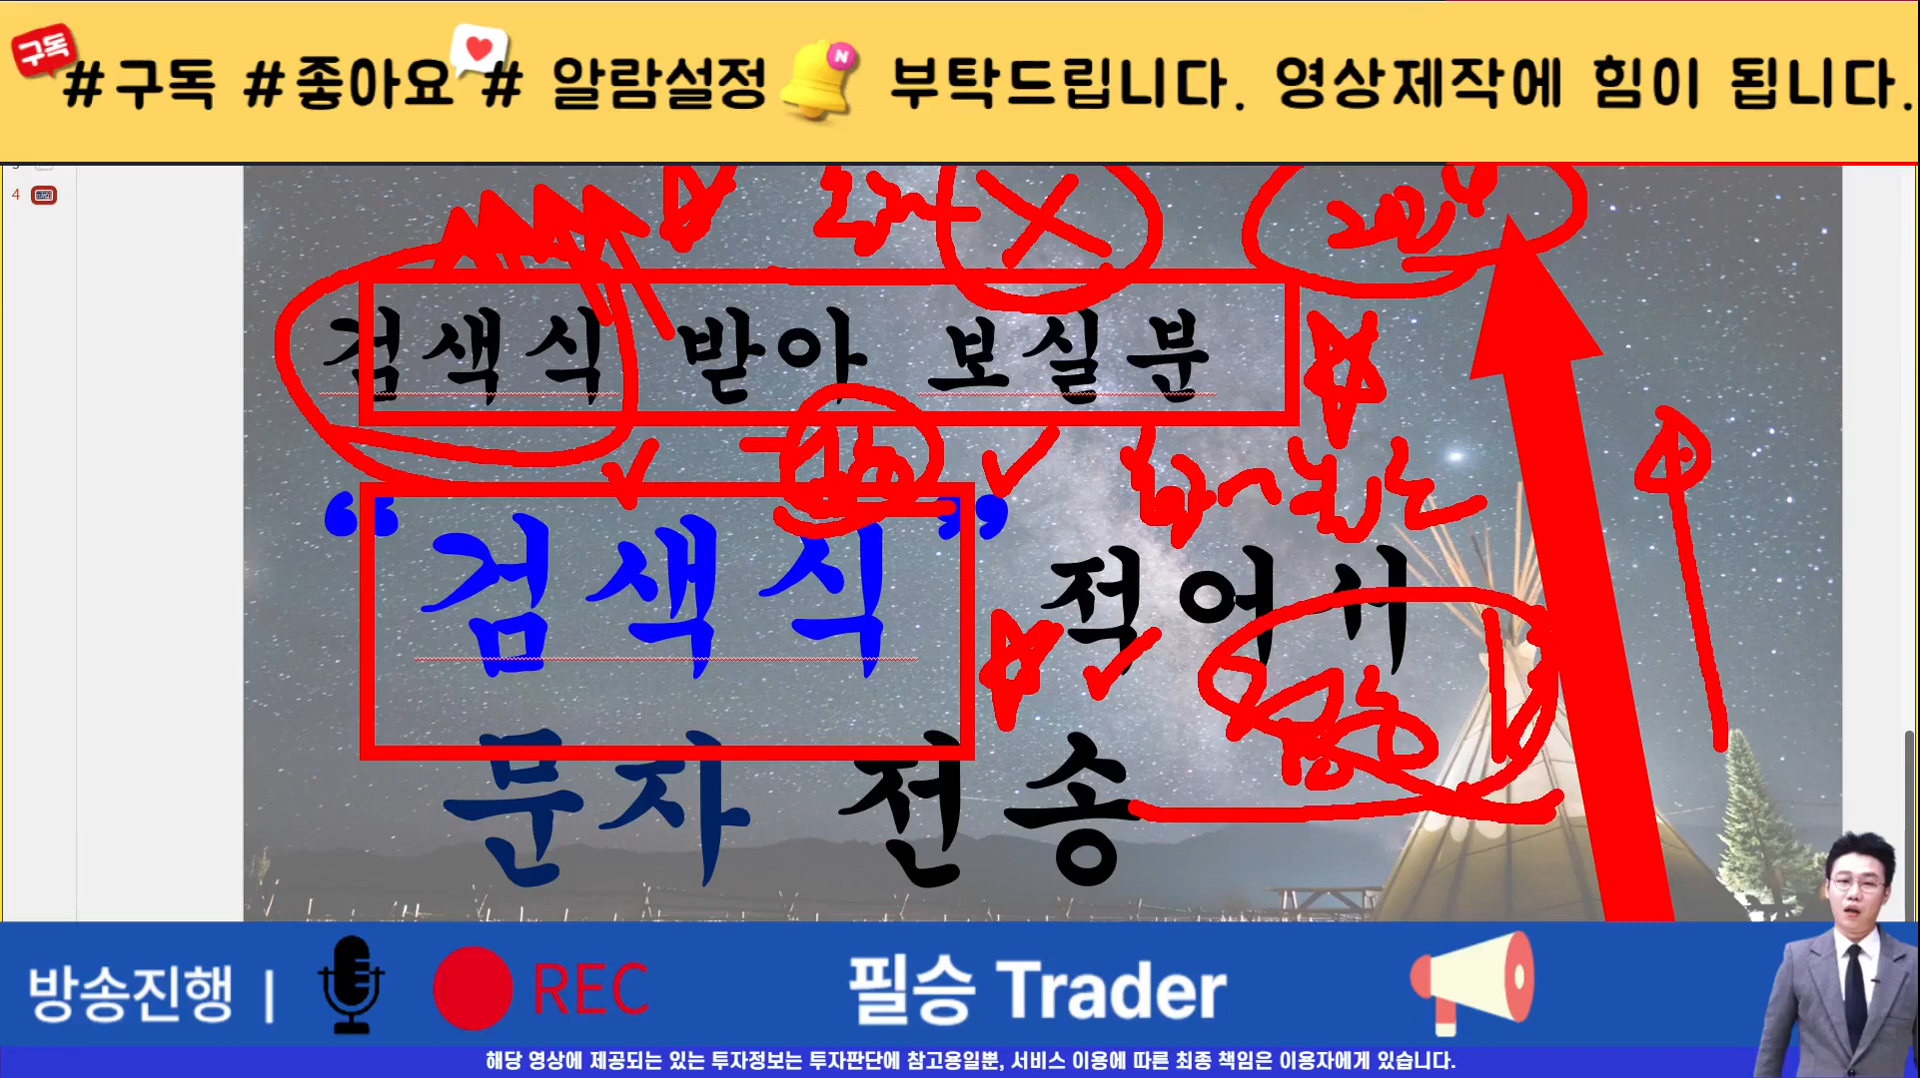 구독
#구독 #좋아요 # 알람설정 N 부탁드립니다. 영상제작에 힘이 됩니다.
4
검색식 받아 보실분
“검색식” 적어서
문자 전송
방송진행 | REC 필승 Trader
해당 영상에 제공되는 있는 투자정보는 투자판단에 참고용일뿐, 서비스 이용에 따른 최종 책임은 이용자에게 있습니다.